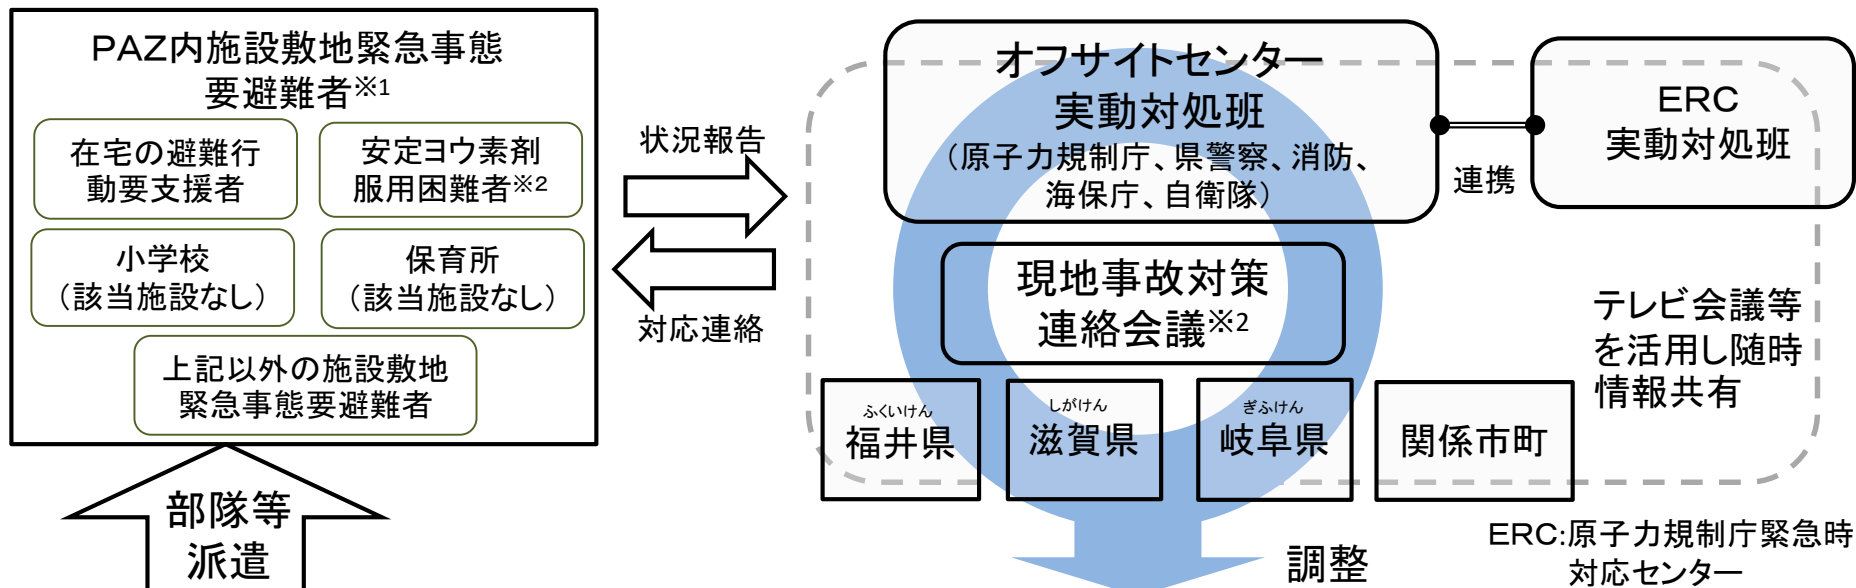 PAZ内施設敷地緊急事態
要避難者※1
在宅の避難行
動要支援者
安定ヨウ素剤
服用困難者※2
小学校
（該当施設なし）
保育所
（該当施設なし）
上記以外の施設敷地
緊急事態要避難者
部隊等
派遣
状況報告
対応連絡
オフサイトセンター
実動対処班
（原子力規制庁、県警察、消防、
海保庁、自衛隊）
連携
ERC
実動対処班
現地事故対策
連絡会議※2
テレビ会議等
を活用し随時
情報共有
ふくいけん
福井県
しがけん
滋賀県
ぎふけん
岐阜県
関係市町
調整
ERC:原子力規制庁緊急時
対応センター